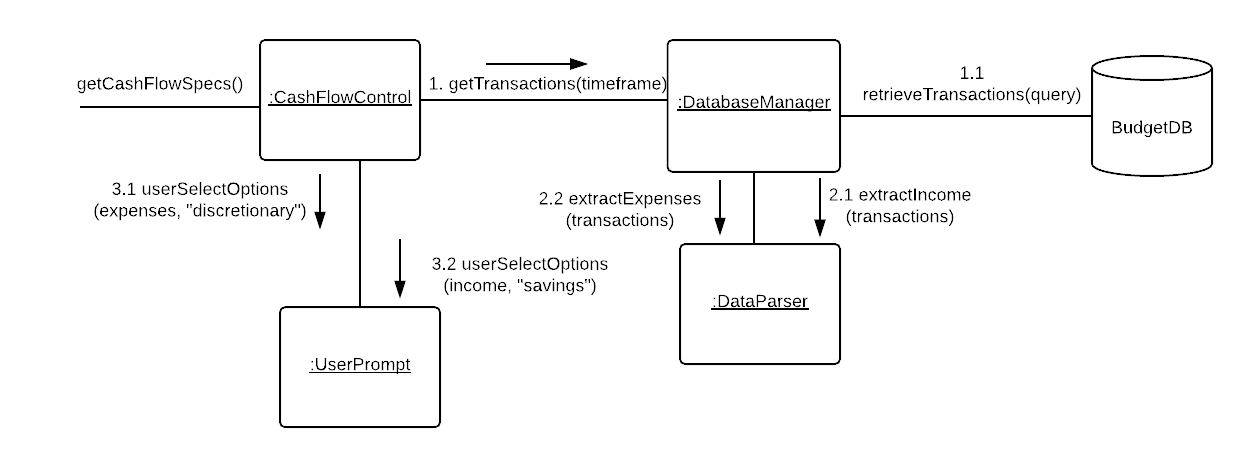 getCashFlowSpecs()
:CashFlowControl
1. getTransactions(timeframe)
:DatabaseManager
1.1
retrieveTransactions(query)
BudgetDB
3.1 userSelectOptions
(expenses, "discretionary")
2.2 extractExpenses
(transactions)
2.1 extractIncome
(transactions)
3.2 userSelectOptions
(income, "savings")
:DataParser
:UserPrompt